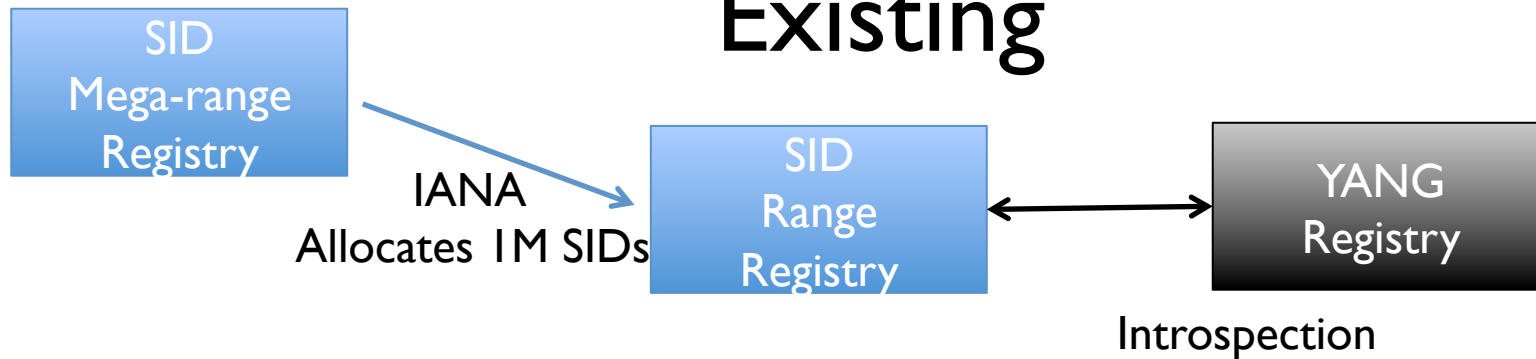 Existing
SID
Mega-range
Registry
IANA
Allocates 1M SIDs
SID
Range
Registry
YANG
Registry
Introspection